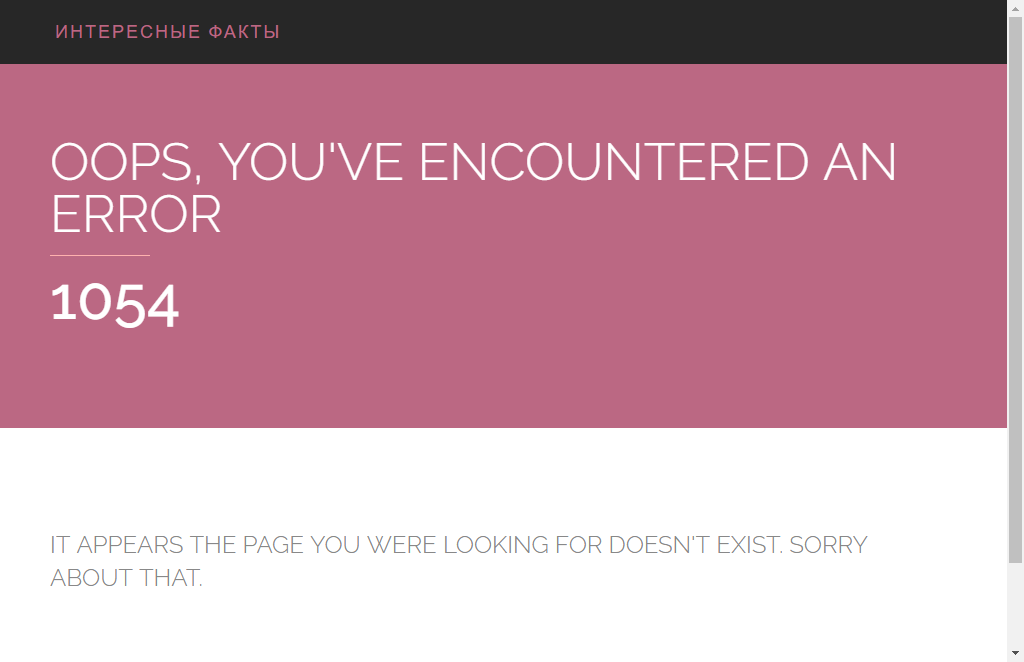 ИНТЕРЕСНЫЕ ФАКТЫ
OOPS, YOU'VE ENCOUNTERED AN
ERROR
1054
IT APPEARS THE PAGE YOU WERE LOOKING FOR DOESN'T EXIST. SORRY
ABOUT THAT.